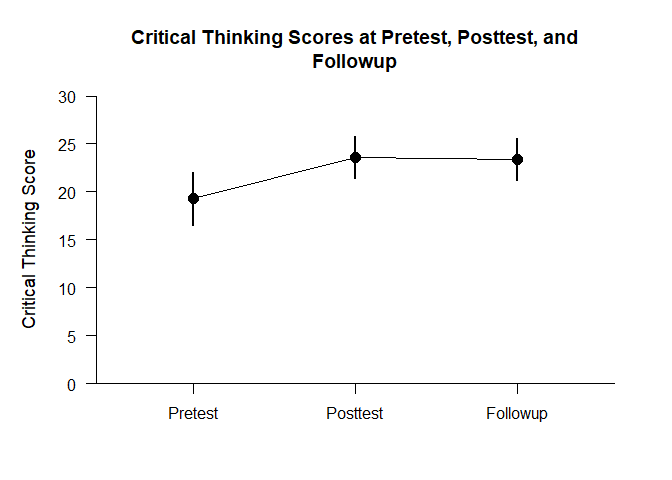 Critical Thinking Scores at Pretest, Posttest, and
Followup
Critical Thinking Score
30
25
20
15
10
5
0
Pretest
Posttest
Followup